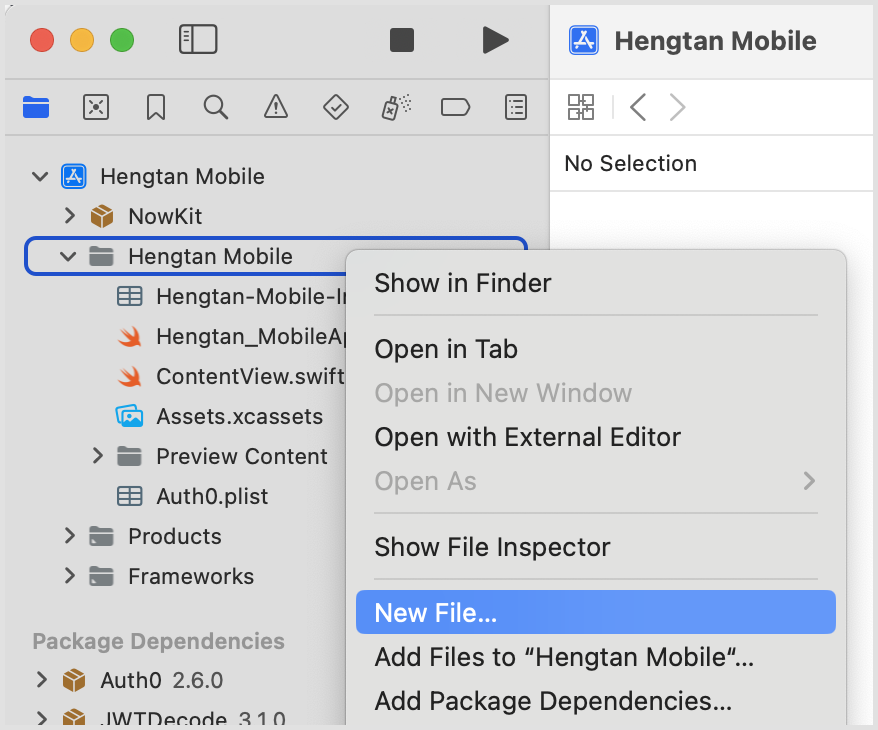 Hengtan Mobile
No Selection
Hengtan Mobile
NowKit
Hengtan Mobile
Hengtan-Mobile-
Hengtan_MobileA
ContentView.swift
Assets.xcassets
Preview Content
Auth0.plist
Products
Frameworks
Package Dependencies
Auth0 2.6.0
JWTDecode 3.1.0
Show in Finder
Open in Tab
Open in New Window
Open with External Editor
Open As
Show File Inspector
New File...
Add Files to “Hengtan Mobile“...
Add Package Dependencies...